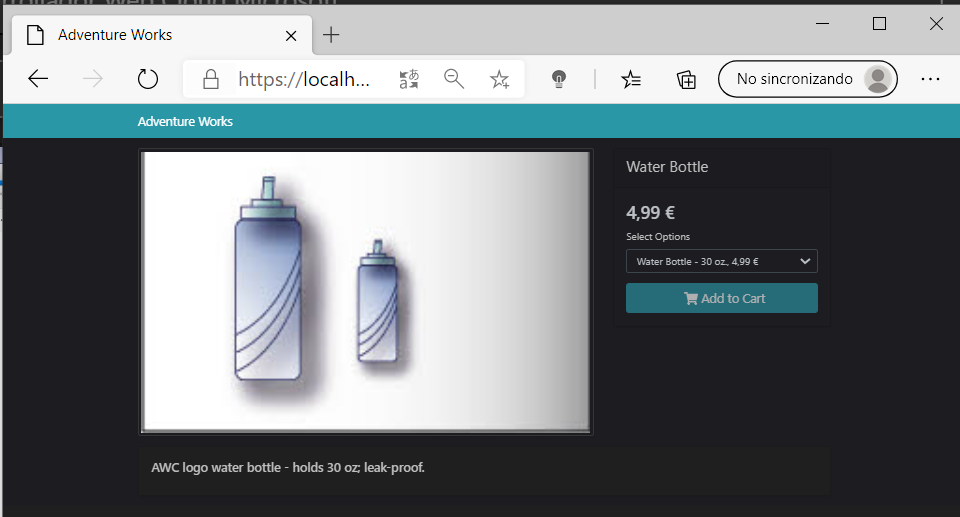 Adventure Works
https://localh...
No sincronizando
Adventure Works
Water Bottle
4,99 €
Select Options
Water Bottle - 30 oz., 4,99 €
Add to Cart
AWC logo water bottle - holds 30 oz; leak-proof.